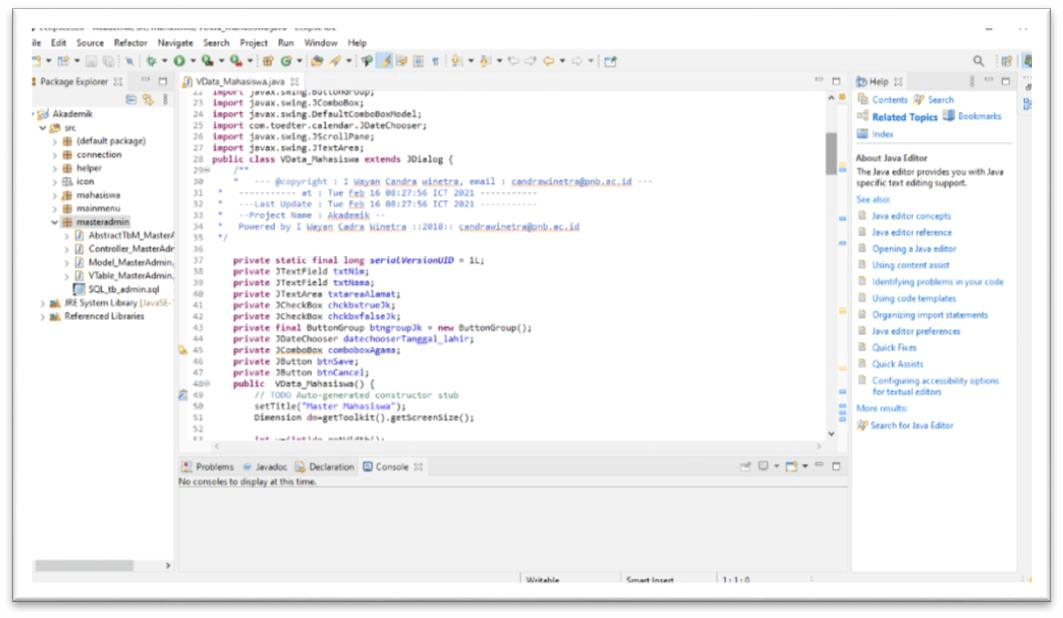 File Edit Source Refactor Navigate Search Project Run Window Help
Package Explorer
Akademik
src
(default package)
connection
helper
icon
mahasiswa
mainmenu
masteradmin
AbstractTbM_MasterA
Controller_MasterAdm
Model_MasterAdmin.
VTable_MasterAdmin.
SQL_tb_admin.sql
JRE System Library [JavaSE-
Referenced Libraries
VData_Mahasiswa.java
22 import javax.swing.ButtonGroup;
23 import javax.swing.JComboBox;
24 import javax.swing.DefaultComboBoxModel;
25 import com.toedter.calendar.JDateChooser;
26 import javax.swing.JScrollPane;
27 import javax.swing.JTextArea;
28 public class VData_Mahasiswa extends JDialog {
29 /**
30 * --- @copyright : I Wayan Candra winetra, email : candrawinetra@pnb.ac.id ---
31 * ----------- at : Tue Feb 16 08:27:56 ICT 2021 -----------
32 * ---Last Update : Tue Feb 16 08:27:56 ICT 2021 -----------
33 * --Project Name : Akademik --
34 * Powered by I Wayan Cadra Winetra ::2018:: candrawinetra@pnb.ac.id
35 */
36
37 private static final long serialVersionUID = 1L;
38 private JTextField txtNim;
39 private JTextField txtNama;
40 private JTextArea txtareaAlamat;
41 private JCheckBox chckbxtrueJk;
42 private JCheckBox chckbxfalseJk;
43 private final ButtonGroup btngroupJk = new ButtonGroup();
44 private JDateChooser datechooserTanggal_lahir;
45 private JComboBox comboboxAgama;
46 private JButton btnSave;
47 private JButton btnCancel;
48 public VData_Mahasiswa() {
49 // TODO Auto-generated constructor stub
50 setTitle("Master Mahasiswa");
51 Dimension dm=getToolkit().getScreenSize();
52
53
Problems Javadoc Declaration Console
No consoles to display at this time.
Writable Smart Insert 1:1:0
Help
Contents Search
Related Topics Bookmarks
Index
About Java Editor
The Java editor provides you with Java
specific text editing support.
See also:
Java editor concepts
Java editor reference
Opening a Java editor
Using content assist
Identifying problems in your code
Using code templates
Organizing import statements
Java editor preferences
Quick Fixes
Quick Assists
Configuring accessibility options
for textual editors
More results:
Search for Java Editor